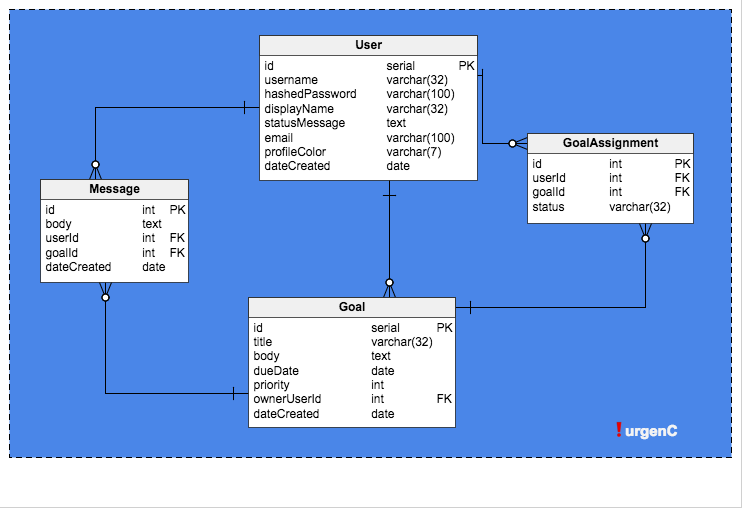 User
id serial PK
username varchar(32)
hashedPassword varchar(100)
displayName varchar(32)
statusMessage text
email varchar(100)
profileColor varchar(7)
dateCreated date
GoalAssignment
id int PK
userId int FK
goalId int FK
status varchar(32)
Message
id int PK
body text
userId int FK
goalId int FK
dateCreated date
Goal
id serial PK
title varchar(32)
body text
dueDate date
priority int
ownerUserId int FK
dateCreated date
! urgenC